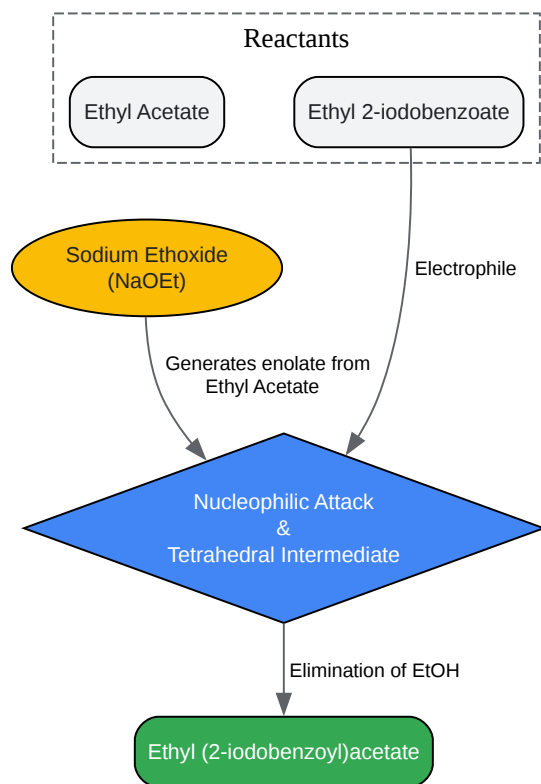 Reactants
Ethyl Acetate
Ethyl 2-iodobenzoate
Sodium Ethoxide
(NaOEt)
Electrophile
Generates enolate from
Ethyl Acetate
Nucleophilic Attack
&
Tetrahedral Intermediate
Elimination of EtOH
Ethyl (2-iodobenzoyl)acetate